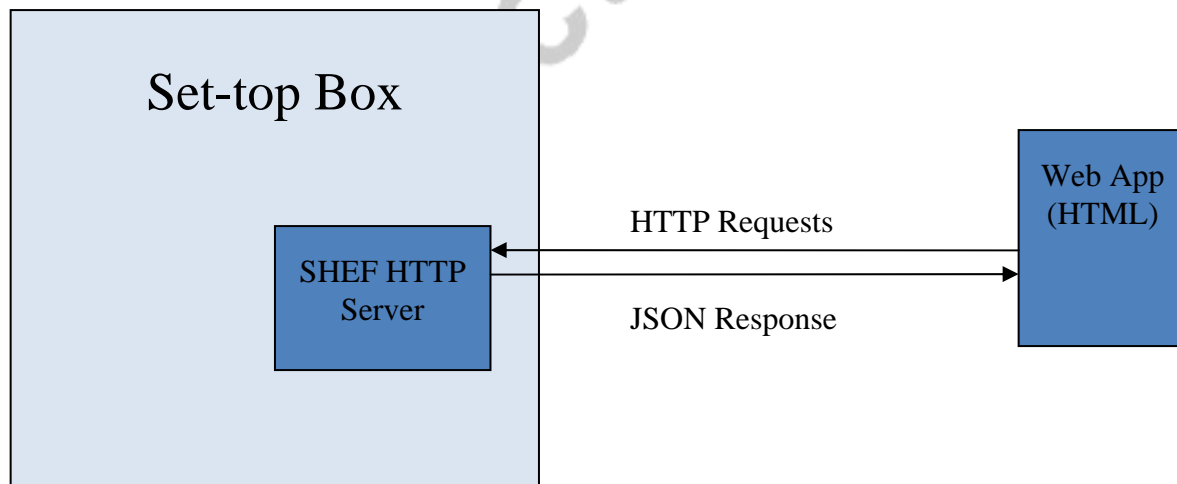 Set-top Box
Web App
(HTML)
HTTP Requests
SHEF HTTP
Server
JSON Response